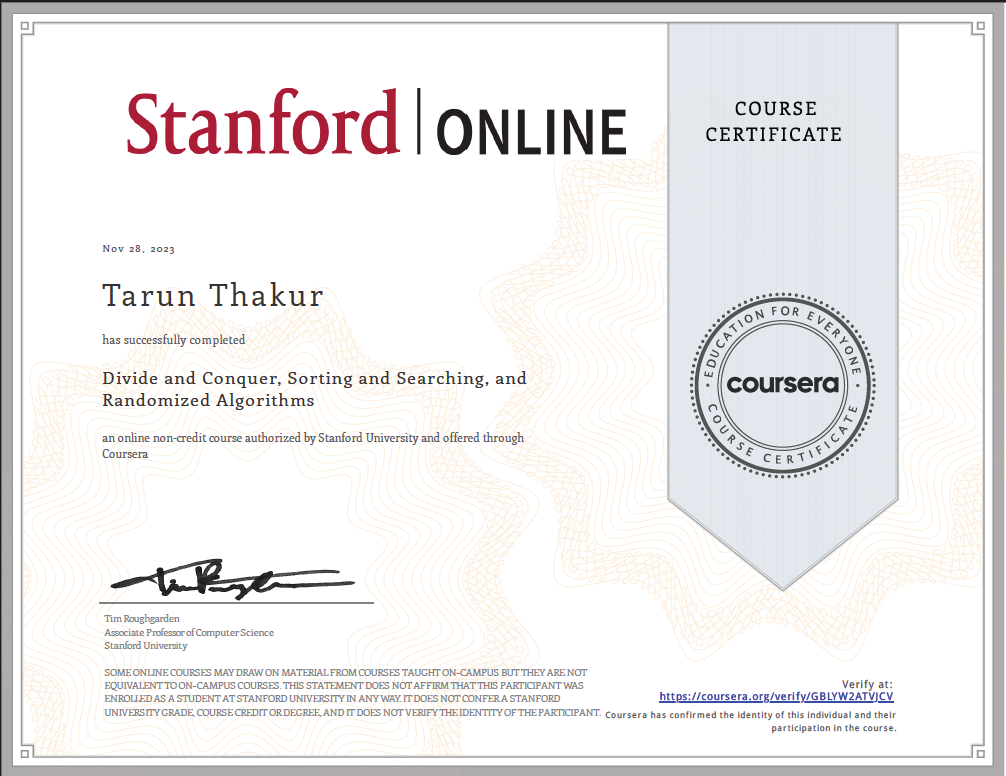 Stanford | ONLINE
COURSE
CERTIFICATE
Nov 28, 2023
Tarun Thakur
has successfully completed
Divide and Conquer, Sorting and Searching, and
Randomized Algorithms
an online non-credit course authorized by Stanford University and offered through
Coursera
EDUCATION FOR EVERYONE
coursera
COURSE CERTIFICATE
Tim Roughgarden
Associate Professor of Computer Science
Stanford University
SOME ONLINE COURSES MAY DRAW ON MATERIAL FROM COURSES TAUGHT ON-CAMPUS BUT THEY ARE NOT
EQUIVALENT TO ON-CAMPUS COURSES. THIS STATEMENT DOES NOT AFFIRM THAT THIS PARTICIPANT WAS
ENROLLED AS A STUDENT AT STANFORD UNIVERSITY IN ANY WAY. IT DOES NOT CONFER A STANFORD
UNIVERSITY GRADE, COURSE CREDIT OR DEGREE, AND IT DOES NOT VERIFY THE IDENTITY OF THE PARTICIPANT.
Verify at:
https://coursera.org/verify/GBLYW2ATVJCV
Coursera has confirmed the identity of this individual and their
participation in the course.